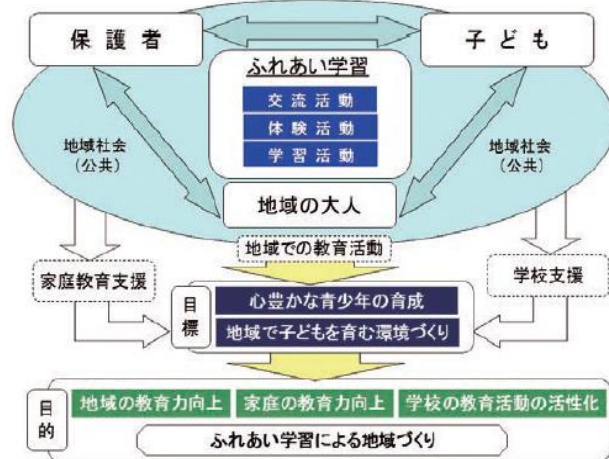 保護者
子ども
ふれあい学習
交流活動
体験活動
学習活動
地域社会
(公共)
地域社会
(公共)
地域の大人
地域での教育活動
家庭教育支援
学校支援
目標
心豊かな青少年の育成
地域で子どもを育む環境づくり
目的
地域の教育力向上
家庭の教育力向上
学校の教育活動の活性化
ふれあい学習による地域づくり